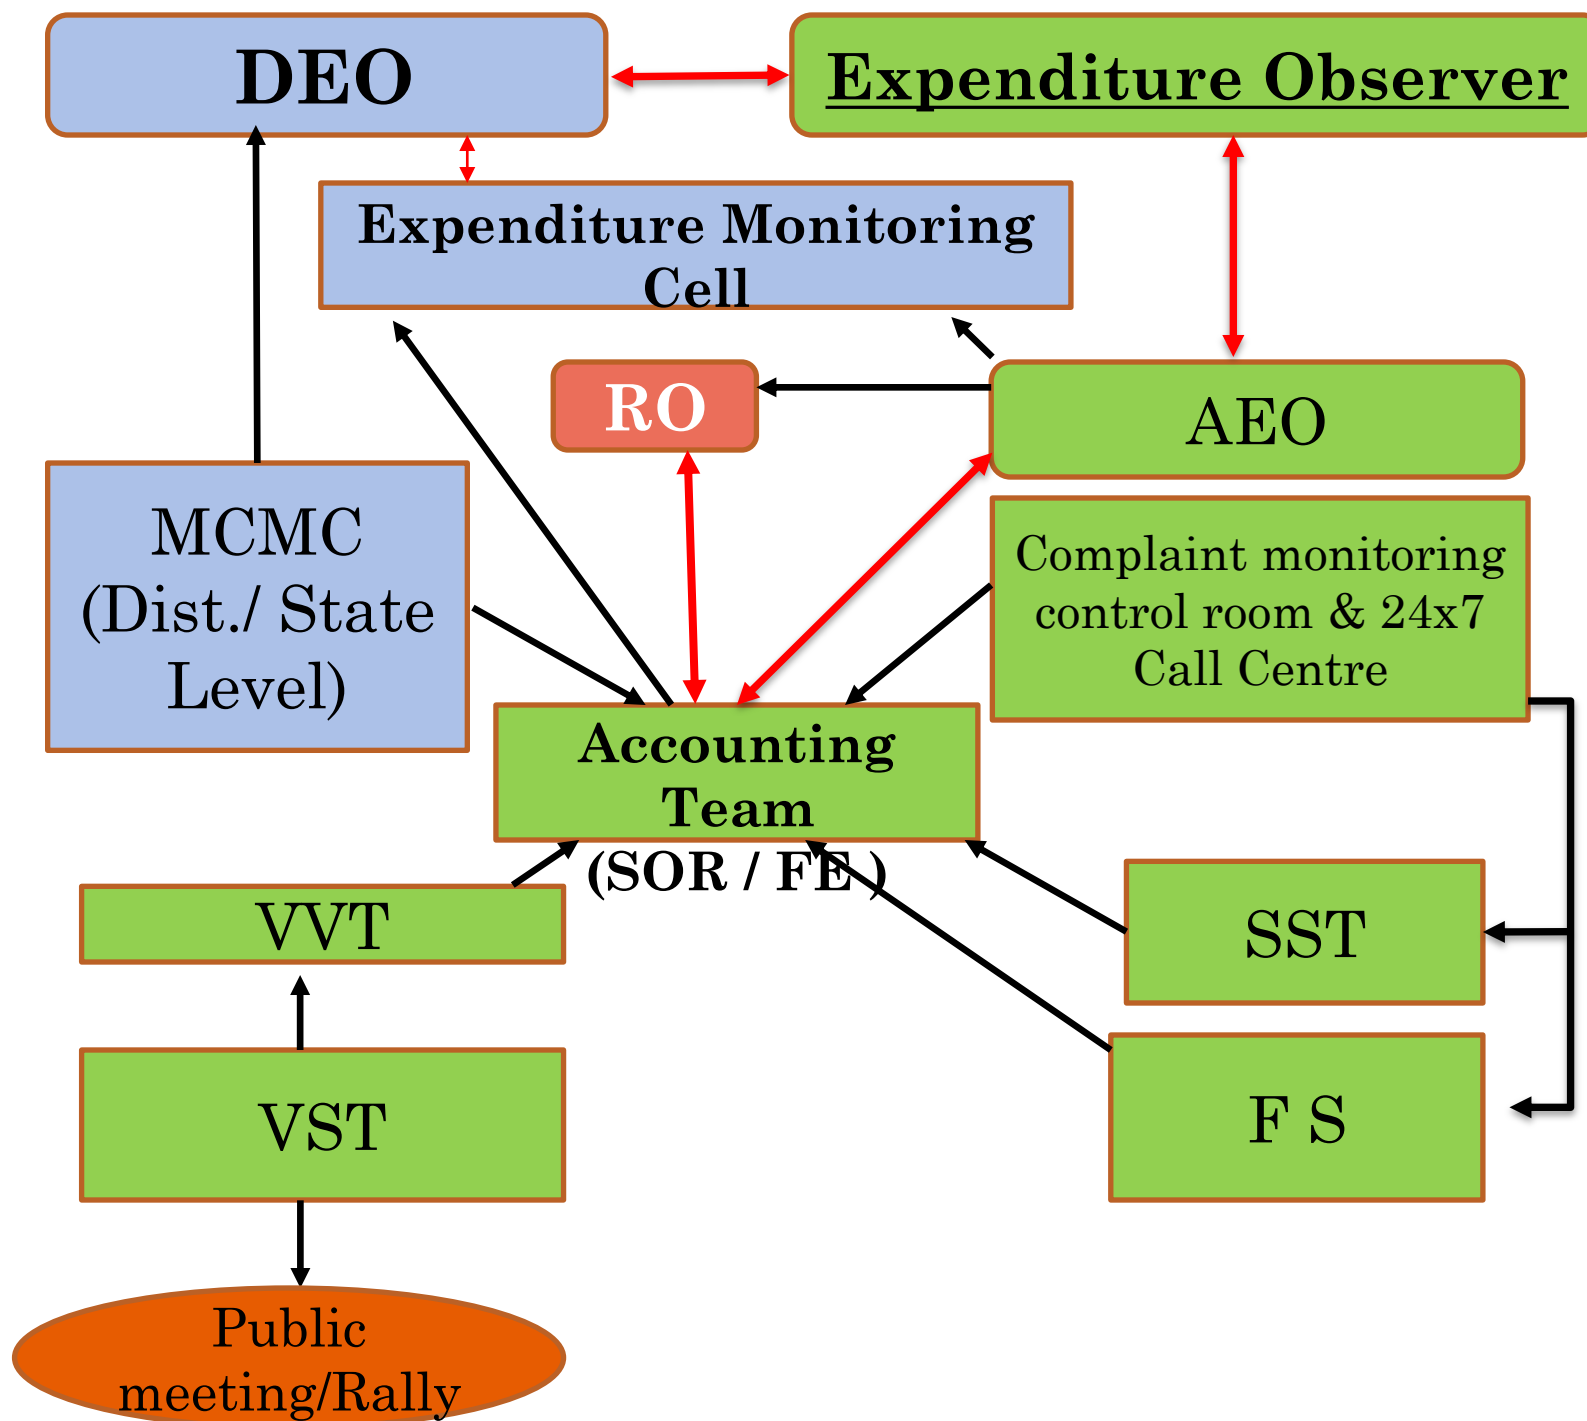 DEO
Expenditure Observer
Expenditure Monitoring
Cell
RO
AEO
MCMC
(Dist./ State
Level)
Complaint monitoring
control room & 24x7
Call Centre
Accounting
Team
(SOR / FE )
VVT
SST
VST
F S
Public
meeting/Rally